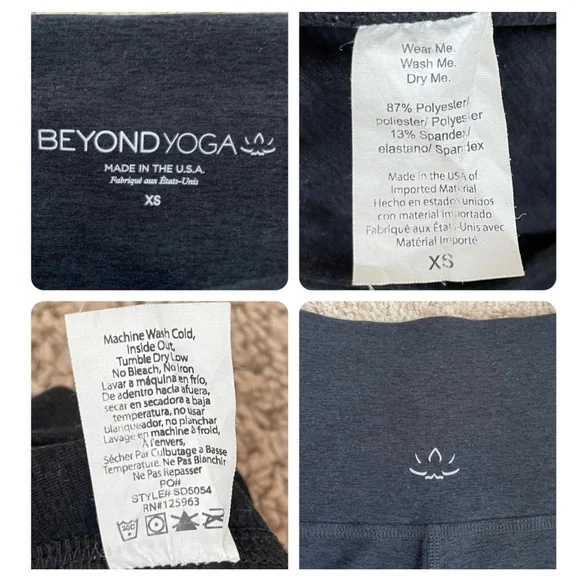 BEYOND YOGA
MADE IN THE U.S.A.
Fabriqué aux États-Unis
XS
Wear Me.
Wash Me.
Dry Me.
87% Polyester/
poliester/ Polyester
13% Spandex/
elastano/ Spandex
Made in the USA of
Imported Material
Hecho en estados unidos
con material importado
Fabriqué aux États-Unis avec
Matérial Importé
XS
Machine Wash Cold,
Inside Out,
Tumble Dry Low
No Bleach, No Iron
Lavar a máquina en frío,
De adentro hacia afuera,
secar en secadora a baja
temperatura, no usar
blanqueador, no planchar
Lavage en machine à froid,
À l'envers,
Sécher Par Culbutage a Basse
Temperature. Ne Pas Blanchir
Ne Pas Repasser
PO#
STYLE# SD5054
RN#125963